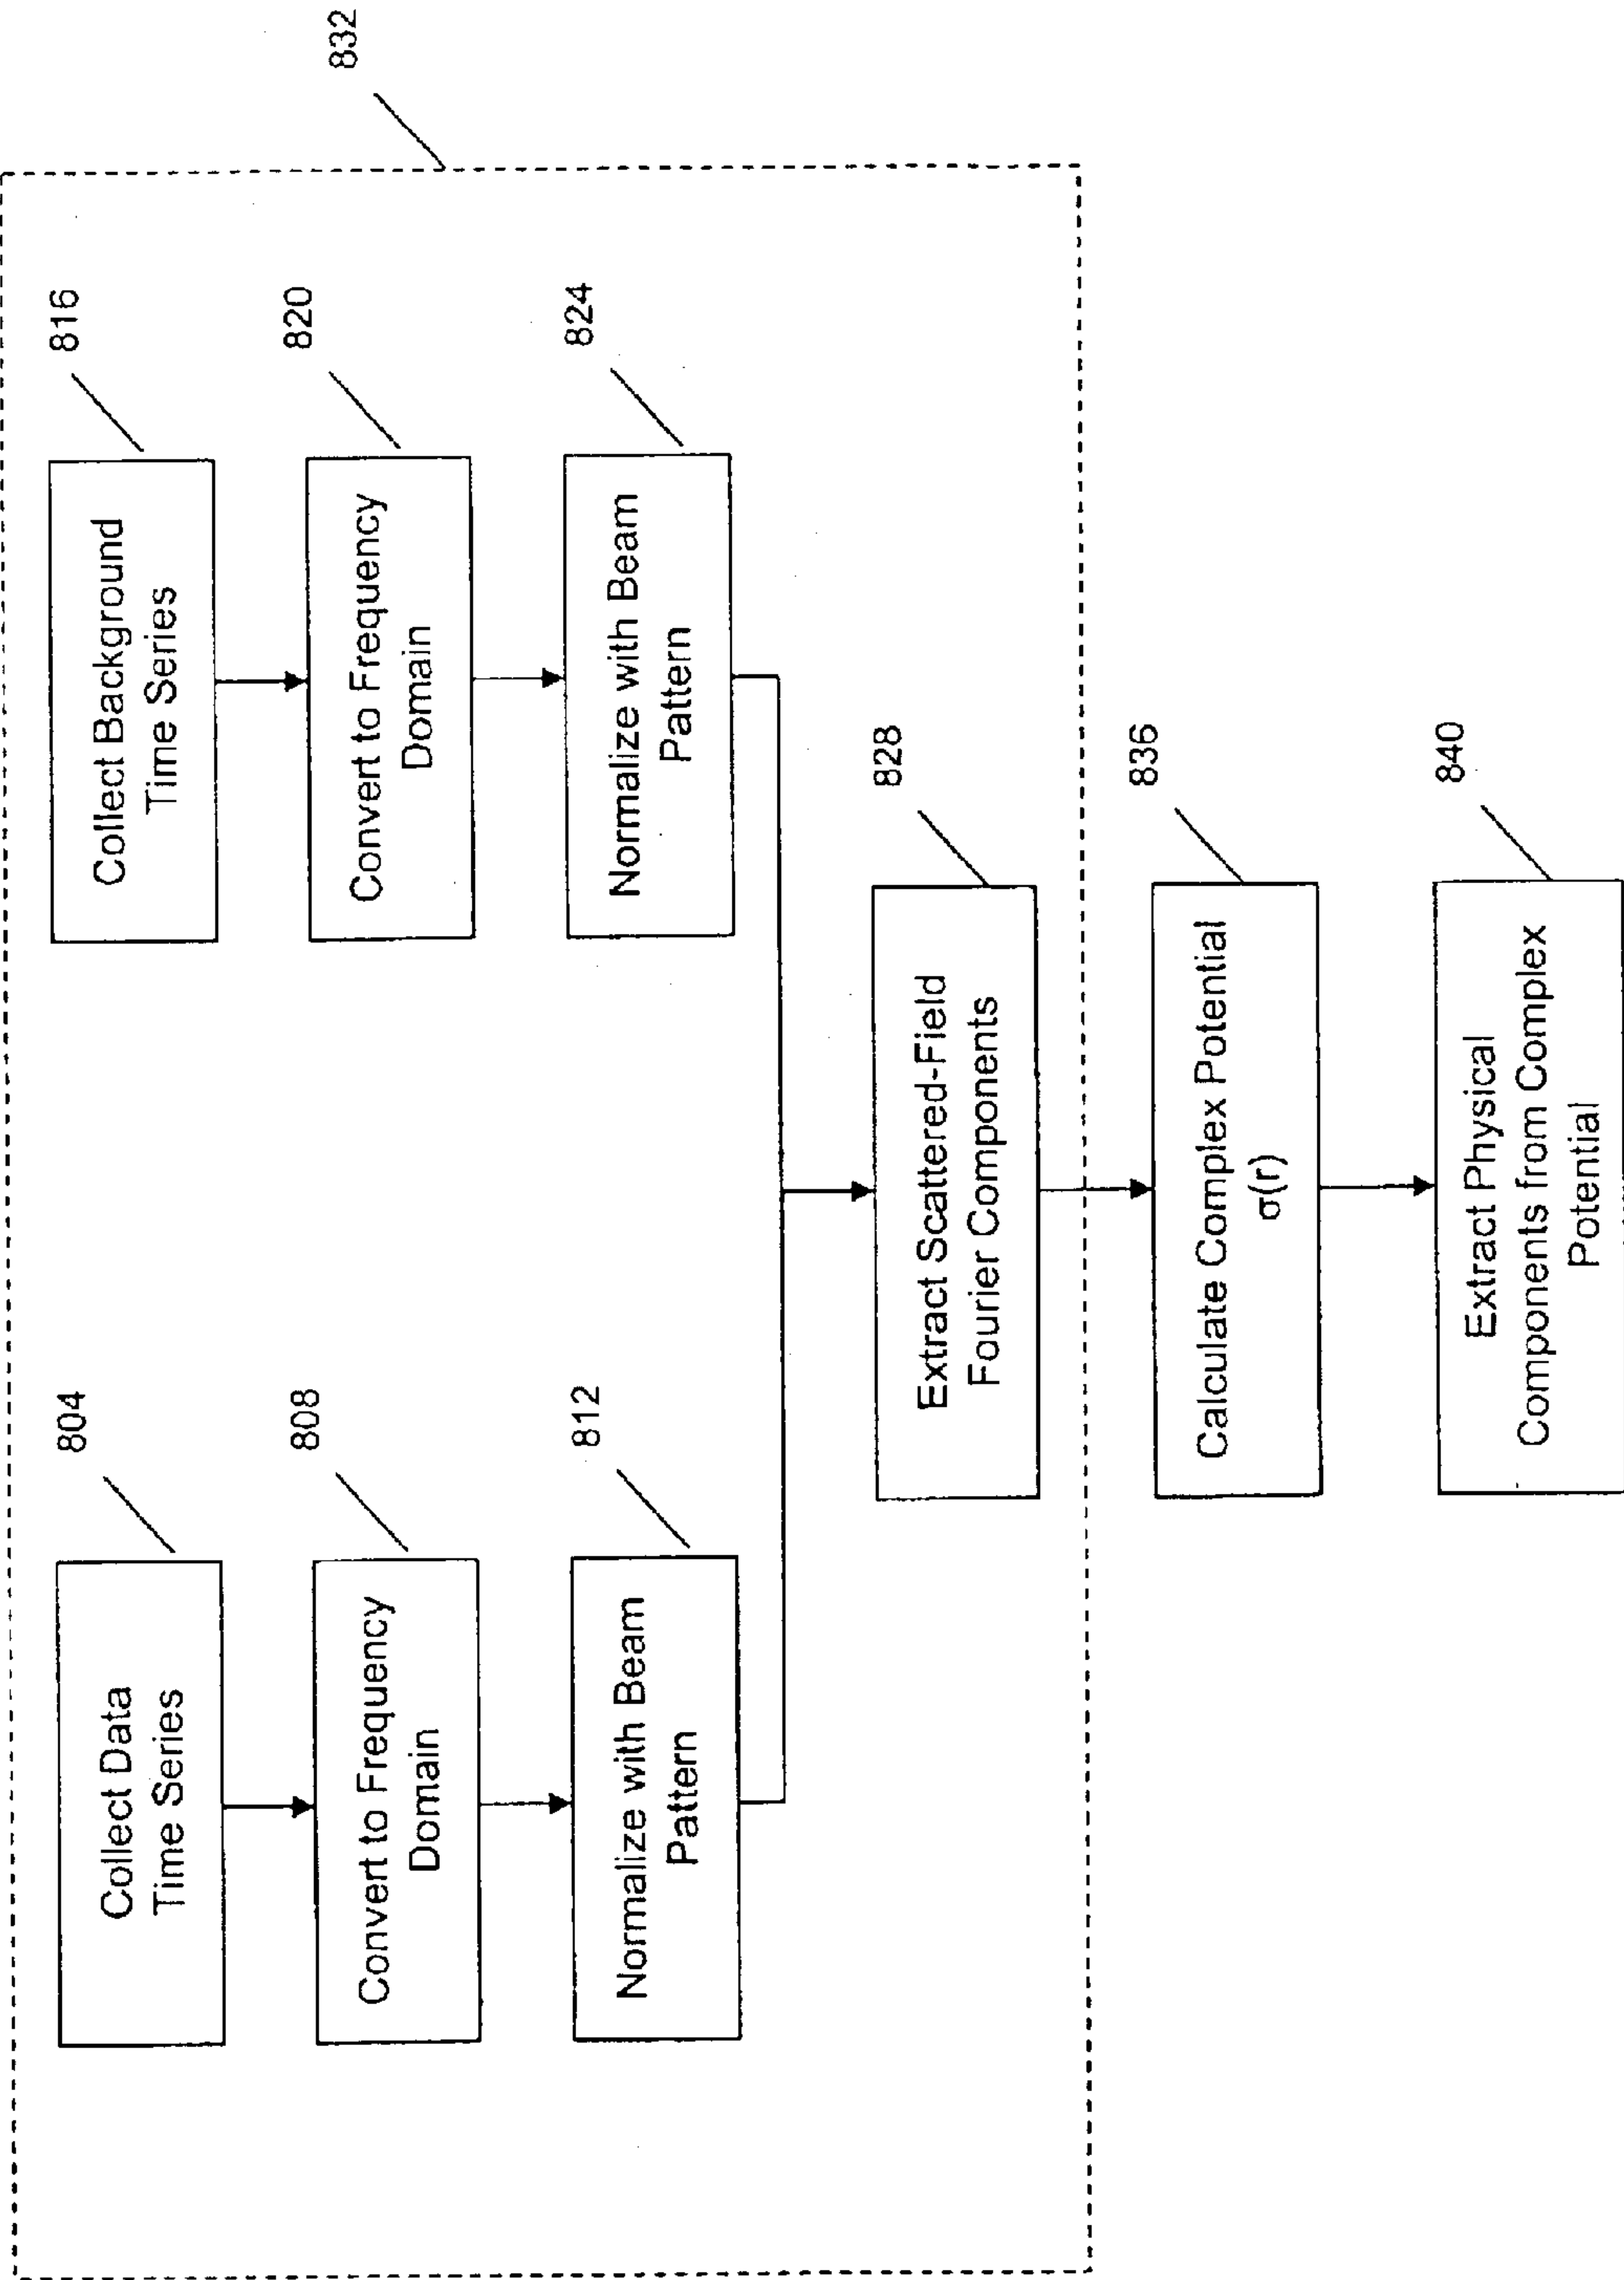 832
804
Collect Data
Time Series
816
Collect Background
Time Series
808
Convert to Frequency
Domain
820
Convert to Frequency
Domain
812
Normalize with Beam
Pattern
824
Normalize with Beam
Pattern
828
Extract Scattered-Field
Fourier Components
836
Calculate Complex Potential
σ(r)
840
Extract Physical
Components from Complex
Potential